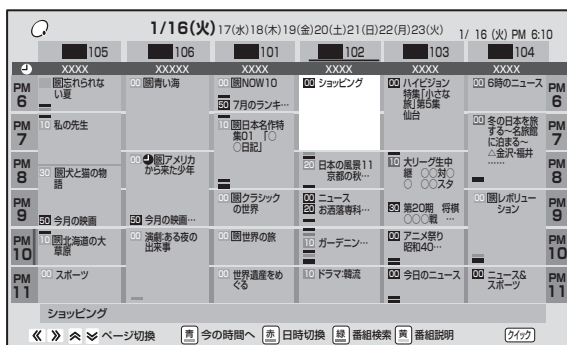 1/16(火) 17(水)18(木)19(金)20(土)21(日)22(月)23(火) 1/ 16 (火) PM 6:10
105 106 101 102 103 104
XXXX XXXXX XXXX XXXX XXXX XXXX
PM 6
PM 7
PM 8
PM 9
PM 10
PM 11
忘れられな
い夏
10 私の先生
30 犬と猫の物
語
50 今月の映画
10 北海道の大
草原
00 スポーツ
00 青い海
00 アメリカ
から来た少年
50 今月の映画…
00 演劇:ある夜の
出来事
00 NOW10
50 7月のランキ…
10 日本名作特
集01 「○
○日記」
00 クラシック
の世界
00 世界の旅
00 世界遺産をめ
ぐる
00 ショッピング
20 日本の風景11
京都の秋…
00 ニュース
20 お洒落専科…
10 ガーデニン…
10 ドラマ:韓流
00 ハイビジョン
特集「小さな
旅」第5集
仙台
10 大リーグ生中
継 ○○対○
○ ○○スタ
30 第20期 将棋
○○○戦 …
00 アニメ祭り
昭和40…
00 今日のニュース
00 6時のニュース
00 冬の日本を旅
する~名旅館
に泊まる~
△金沢・福井
……
00 レボリュー
ション
00 ニュース&
スポーツ
PM 6
PM 7
PM 8
PM 9
PM 10
PM 11
ショッピング
ページ切換 青 今の時間へ 赤 日時切換 緑 番組検索 黄 番組説明 クイック